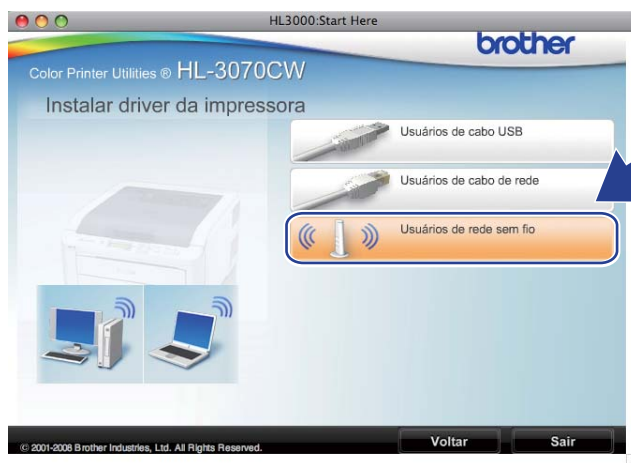 HL3000:Start Here
brother
Color Printer Utilities ® HL-3070CW
Instalar driver da impressora
Usuários de cabo USB
Usuários de cabo de rede
Usuários de rede sem fio
© 2001-2008 Brother Industries, Ltd. All Rights Reserved.
Voltar
Sair